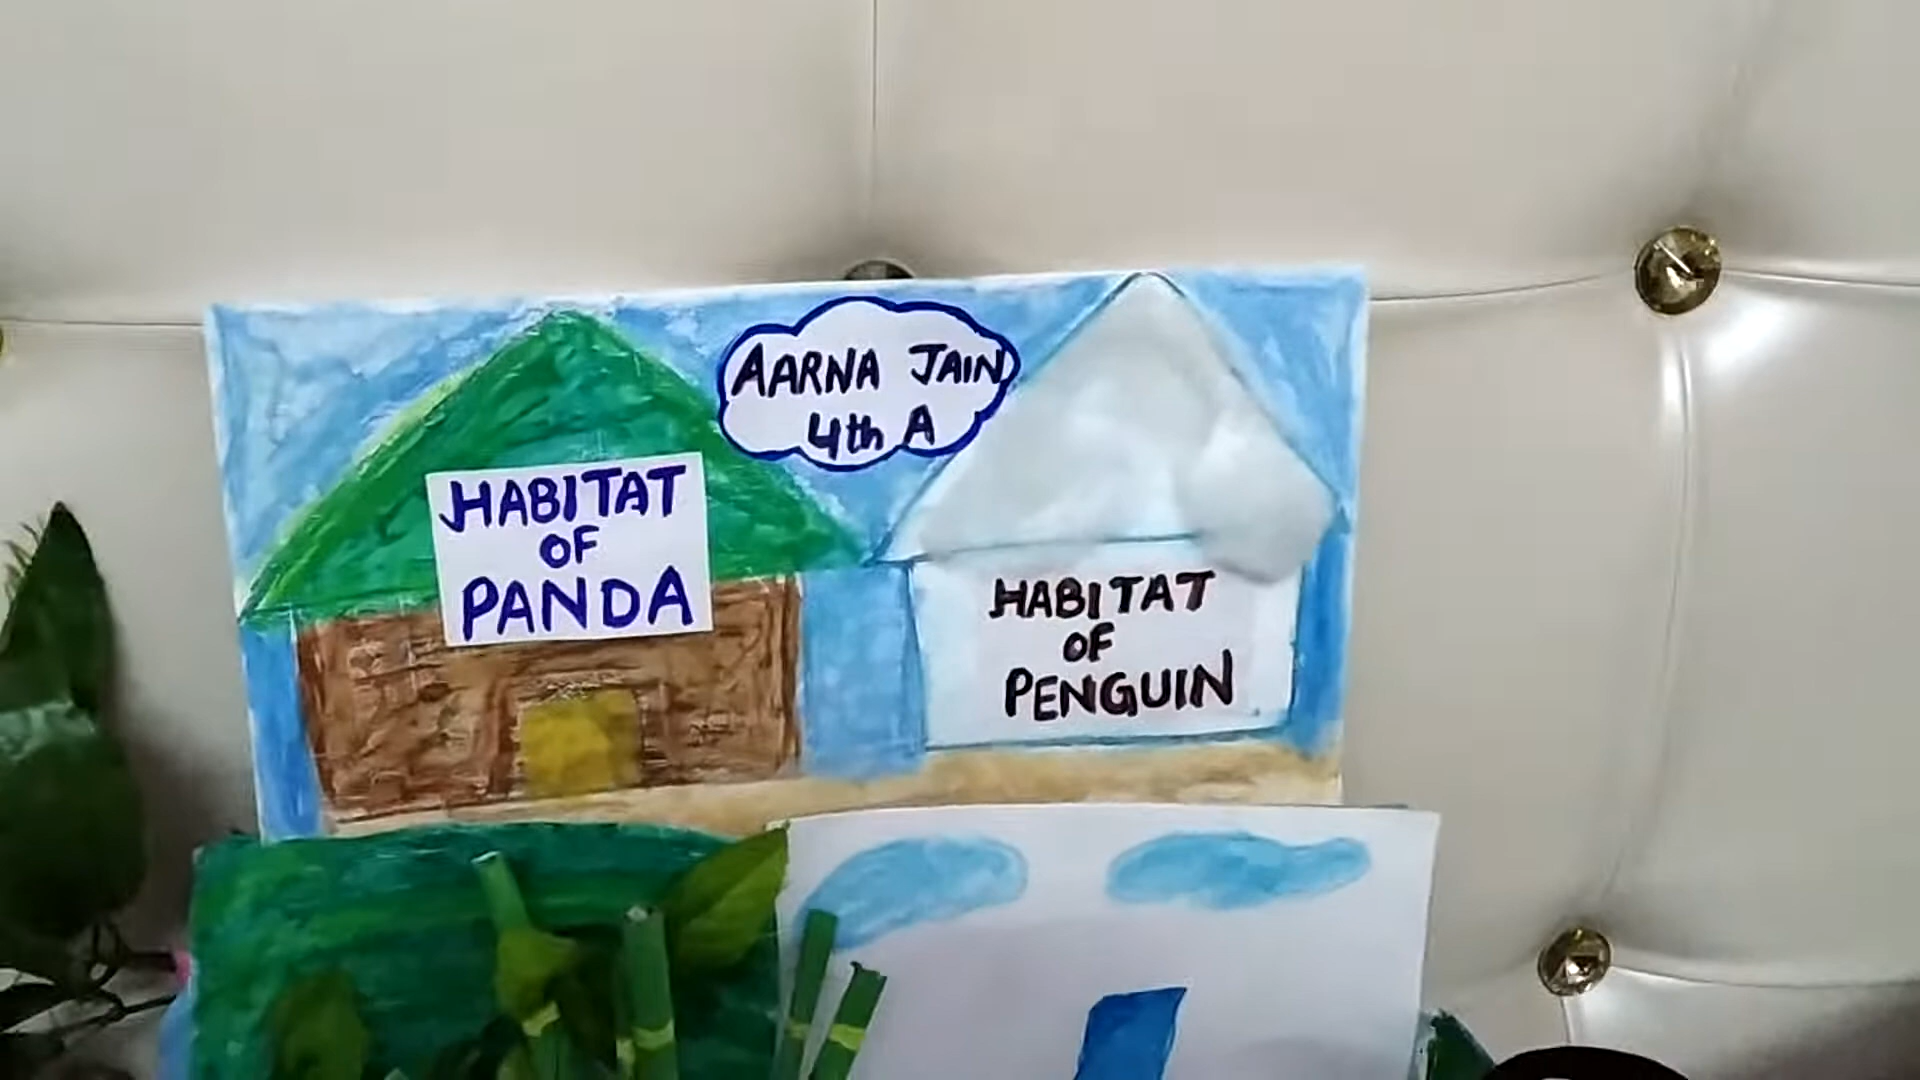 AARNA JAIN
4th A
HABITAT
OF
PANDA
HABITAT
OF
PENGUIN